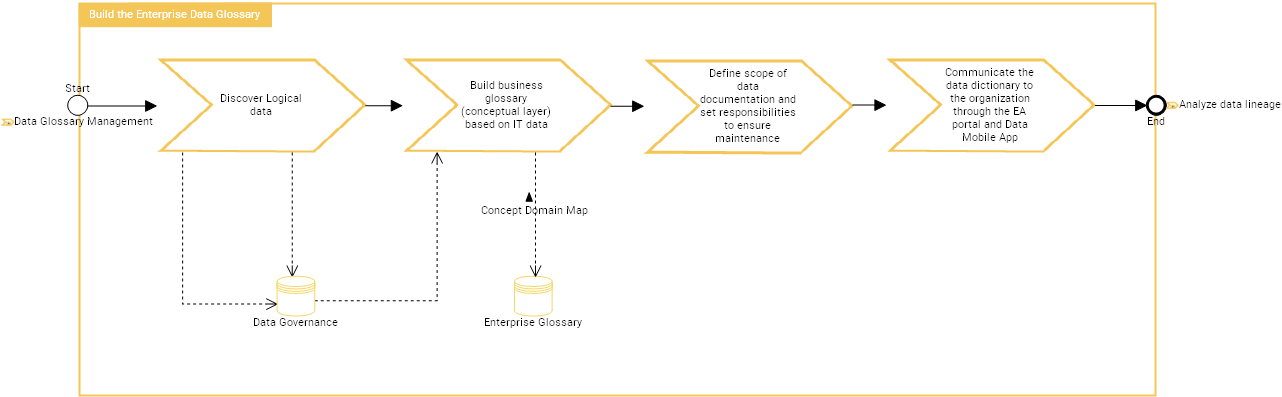 Build the Enterprise Data Glossary
Start
Data Glossary Management
Discover Logical
data
Build business
glossary
(conceptual layer)
based on IT data
Define scope of
data
documentation and
set responsibilities
to ensure
maintenance
Communicate the
data dictionary to
the organization
through the EA
portal and Data
Mobile App
Analyze data lineage
End
Concept Domain Map
Data Governance
Enterprise Glossary